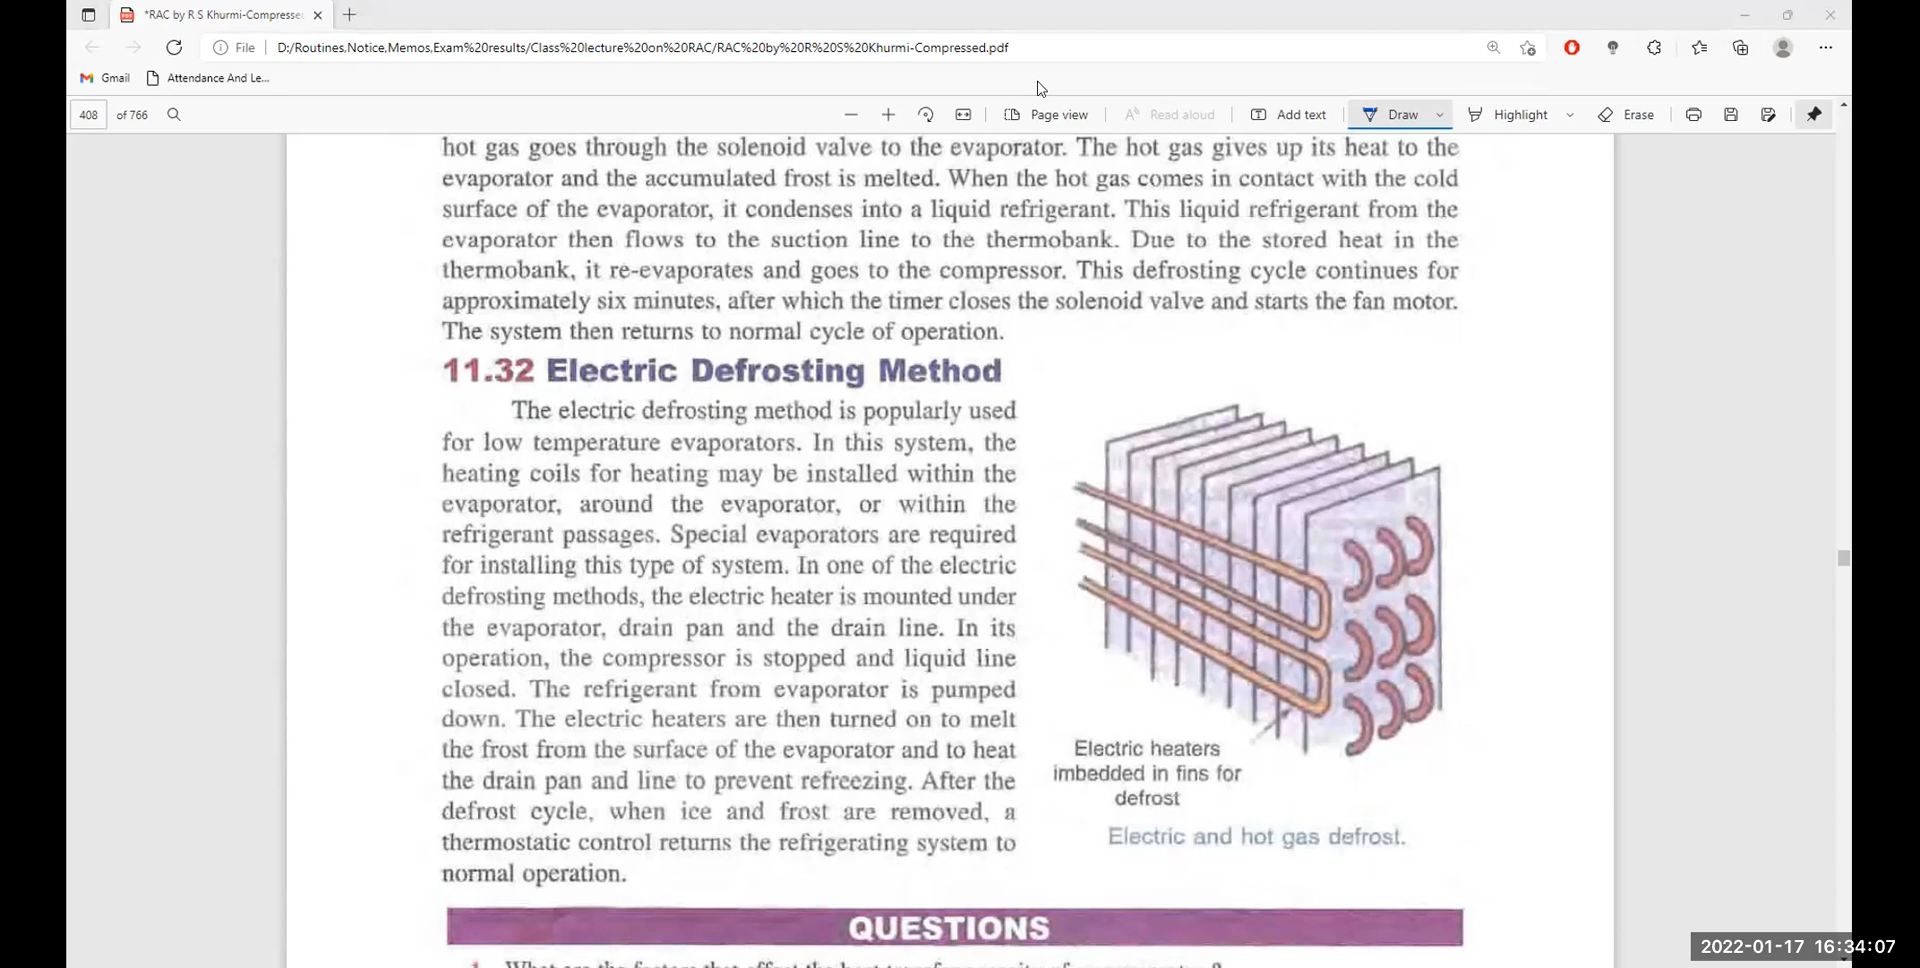 *RAC by R S Khurmi-Compresse
File D:/Routines,Notice,Memos,Exam%20results/Class%20lecture%20on%20RAC/RAC%20by%20R%20S%20Khurmi-Compressed.pdf
Gmail Attendance And Le...
408 of 766 Page view Read aloud Add text Draw Highlight Erase
hot gas goes through the solenoid valve to the evaporator. The hot gas gives up its heat to the
evaporator and the accumulated frost is melted. When the hot gas comes in contact with the cold
surface of the evaporator, it condenses into a liquid refrigerant. This liquid refrigerant from the
evaporator then flows to the suction line to the thermobank. Due to the stored heat in the
thermobank, it re-evaporates and goes to the compressor. This defrosting cycle continues for
approximately six minutes, after which the timer closes the solenoid valve and starts the fan motor.
The system then returns to normal cycle of operation.
11.32 Electric Defrosting Method
The electric defrosting method is popularly used
for low temperature evaporators. In this system, the
heating coils for heating may be installed within the
evaporator, around the evaporator, or within the
refrigerant passages. Special evaporators are required
for installing this type of system. In one of the electric
defrosting methods, the electric heater is mounted under
the evaporator, drain pan and the drain line. In its
operation, the compressor is stopped and liquid line
closed. The refrigerant from evaporator is pumped
down. The electric heaters are then turned on to melt
the frost from the surface of the evaporator and to heat
the drain pan and line to prevent refreezing. After the
defrost cycle, when ice and frost are removed, a
thermostatic control returns the refrigerating system to
normal operation.
Electric heaters
imbedded in fins for
defrost
Electric and hot gas defrost.
QUESTIONS
2022-01-17 16:34:07